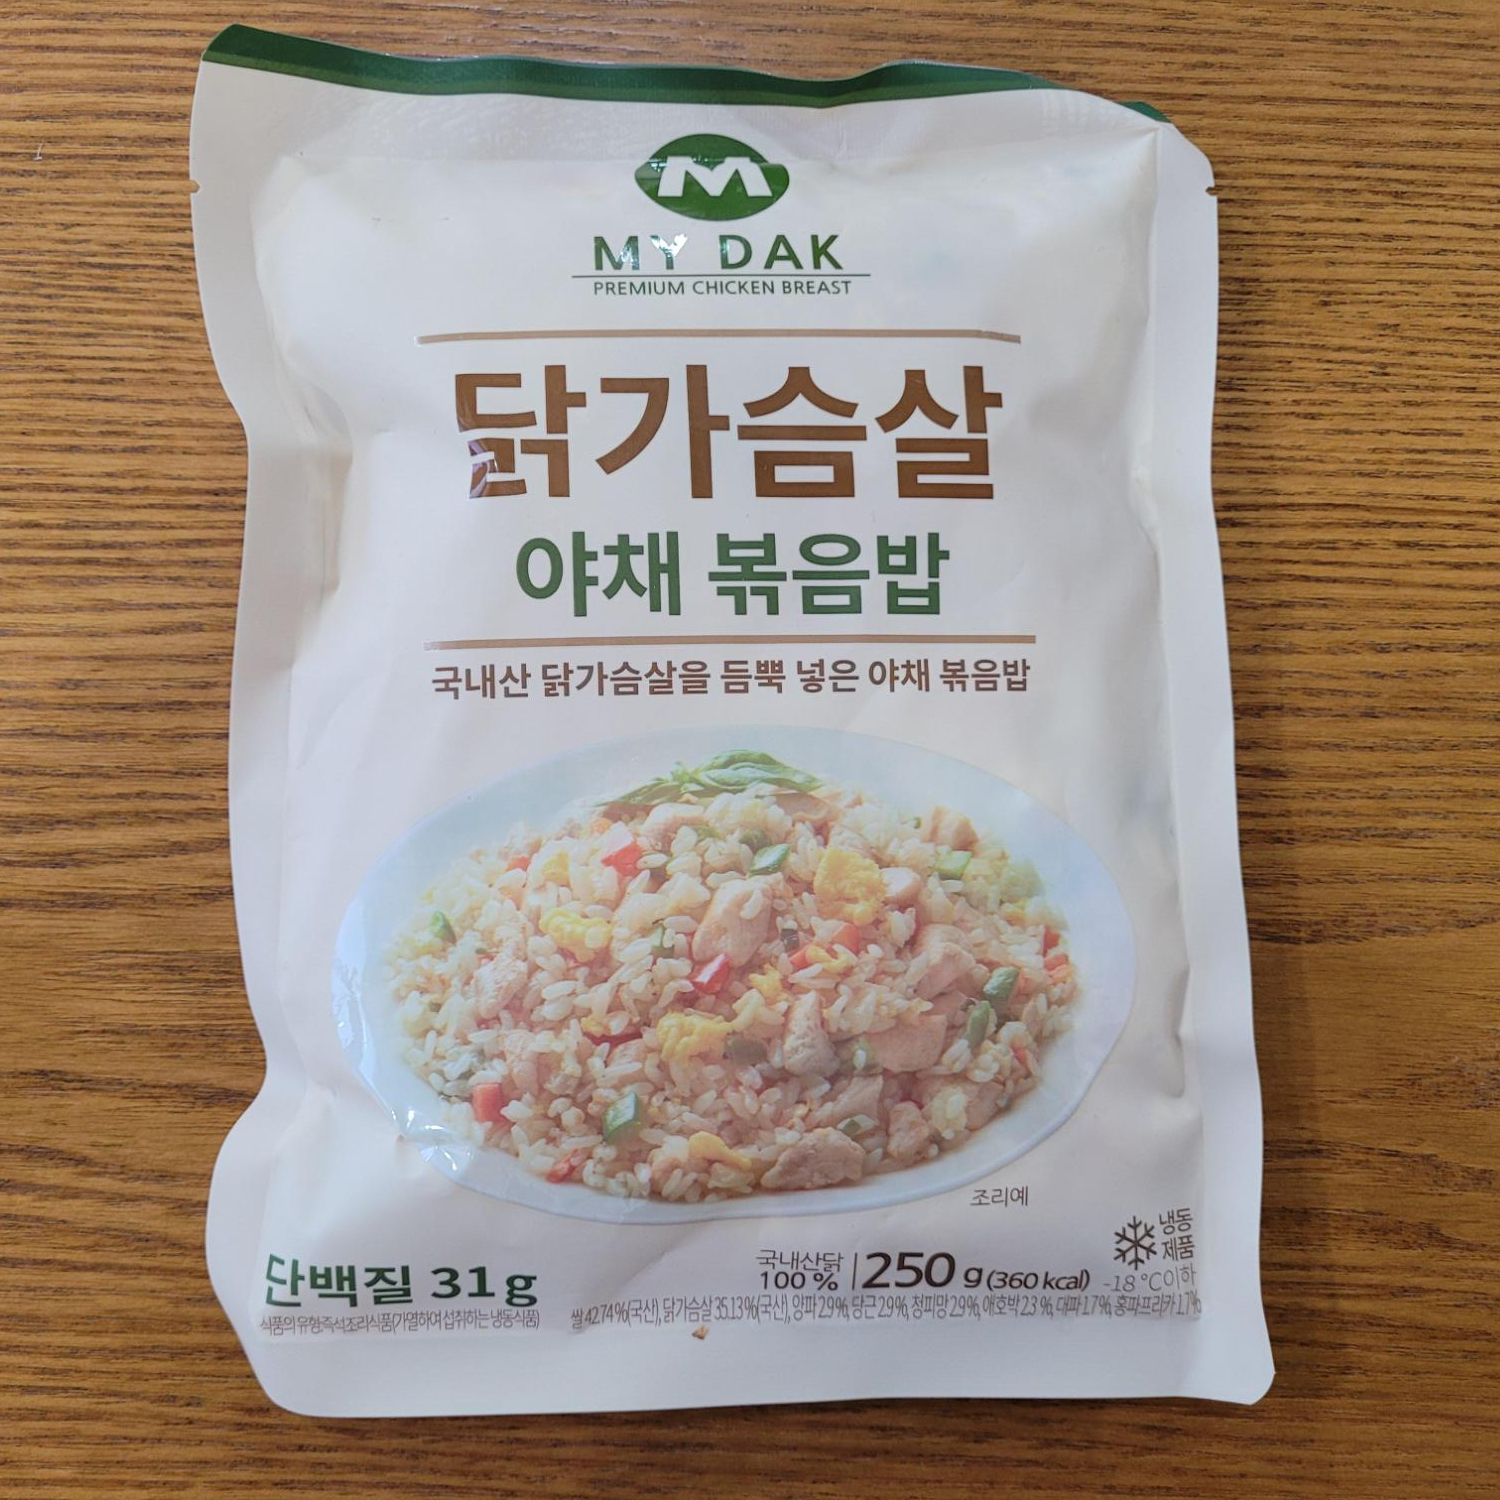 M
MY DAK
PREMIUM CHICKEN BREAST
닭가슴살
야채 볶음밥
국내산 닭가슴살을 듬뿍 넣은 야채 볶음밥
조리예
냉동
제품
-18 °C이하
단백질 31g
국내산닭
100 %
250 g (360 kcal)
식품의 유형:즉석조리식품(가열하여 섭취하는 냉동식품)
쌀 42.74 %(국산), 닭가슴살 35.13 %(국산), 양파 2.9%, 당근 2.9%, 청피망 2.9%, 애호박 2.3 %, 대파 1.7%, 홍파프리카 1.7%